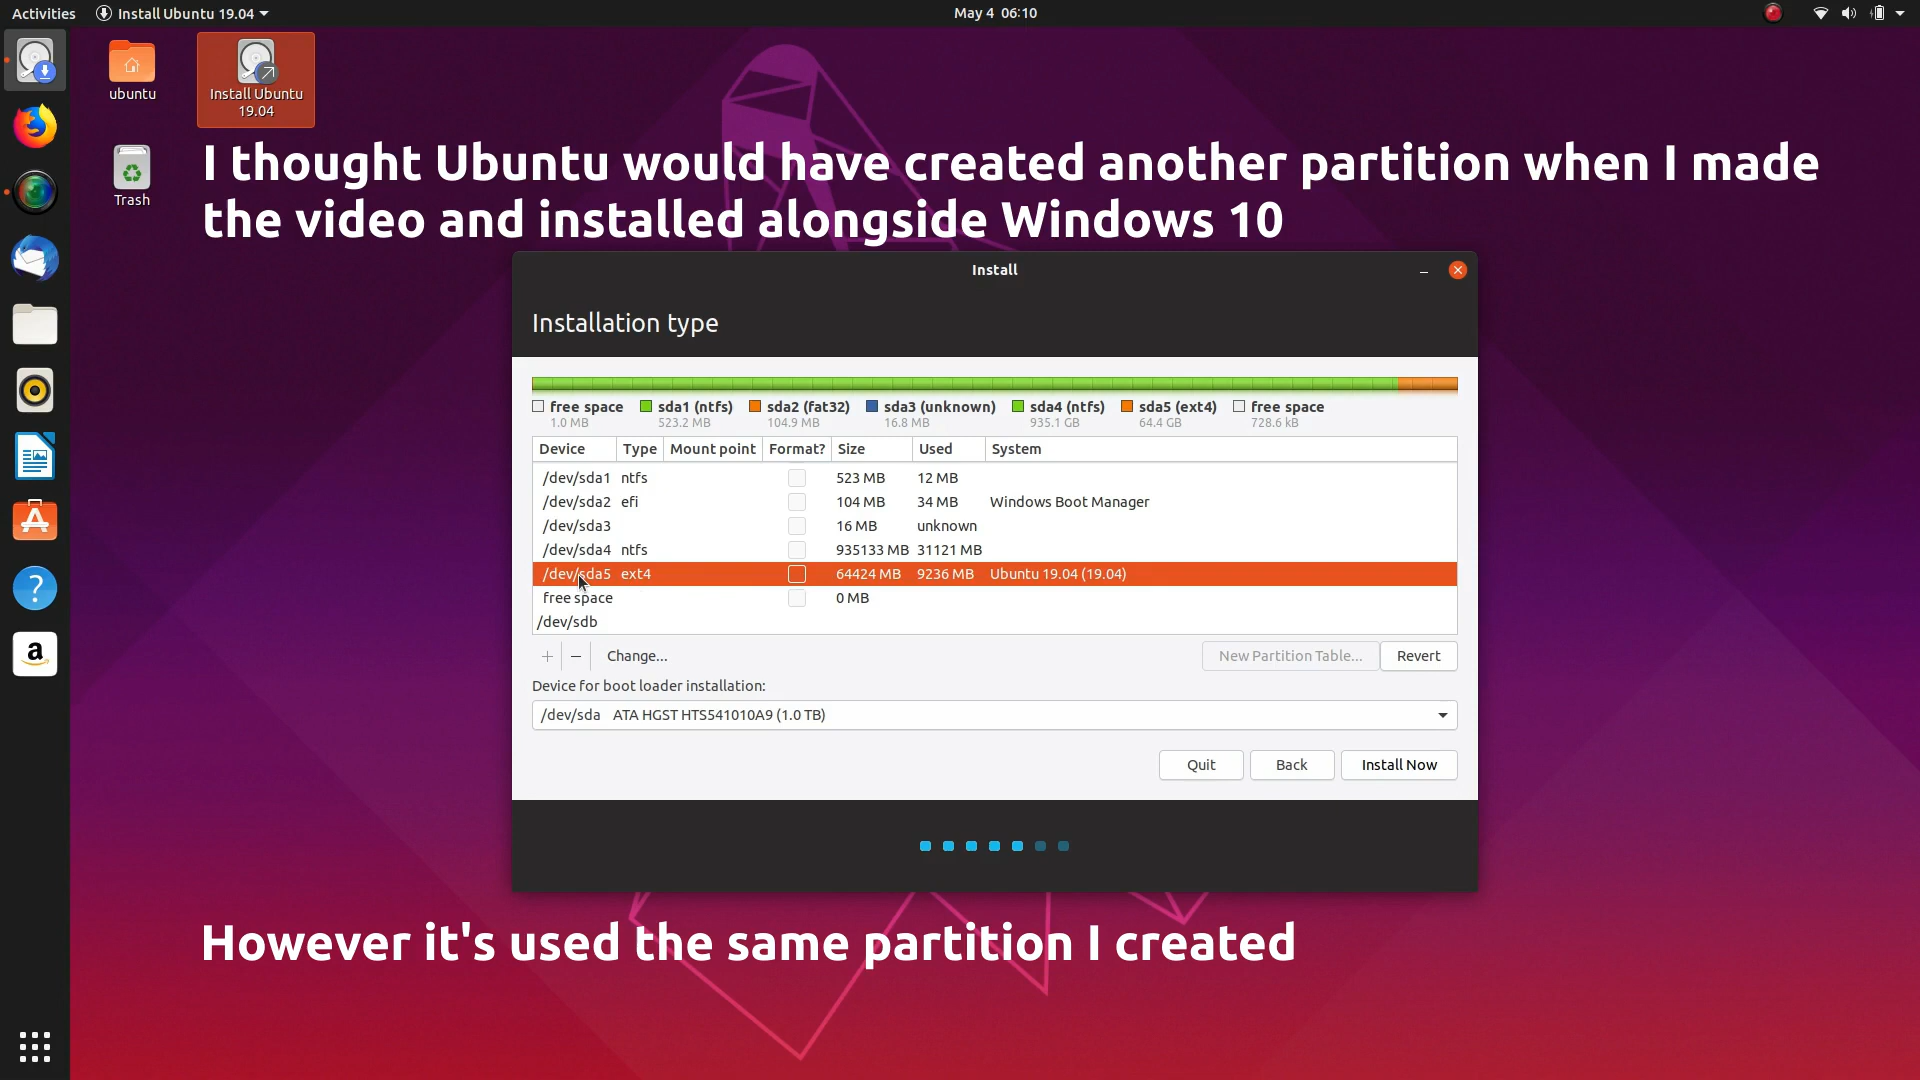 Activities
Install Ubuntu 19.04
May 4 06:10
ubuntu
Install Ubuntu
19.04
Trash
I thought Ubuntu would have created another partition when I made
the video and installed alongside Windows 10
Install
Installation type
free space sda1 (ntfs) sda2 (fat32) sda3 (unknown) sda4 (ntfs) sda5 (ext4) free space
1.0 MB 523.2 MB 104.9 MB 16.8 MB 935.1 GB 64.4 GB 728.6 kB
Device Type Mount point Format? Size Used System
/dev/sda1 ntfs 523 MB 12 MB
/dev/sda2 efi 104 MB 34 MB Windows Boot Manager
/dev/sda3 16 MB unknown
/dev/sda4 ntfs 935133 MB 31121 MB
/dev/sda5 ext4 64424 MB 9236 MB Ubuntu 19.04 (19.04)
free space 0 MB
/dev/sdb
+ − Change... New Partition Table... Revert
Device for boot loader installation:
/dev/sda ATA HGST HTS541010A9 (1.0 TB)
Quit Back Install Now
However it's used the same partition I created